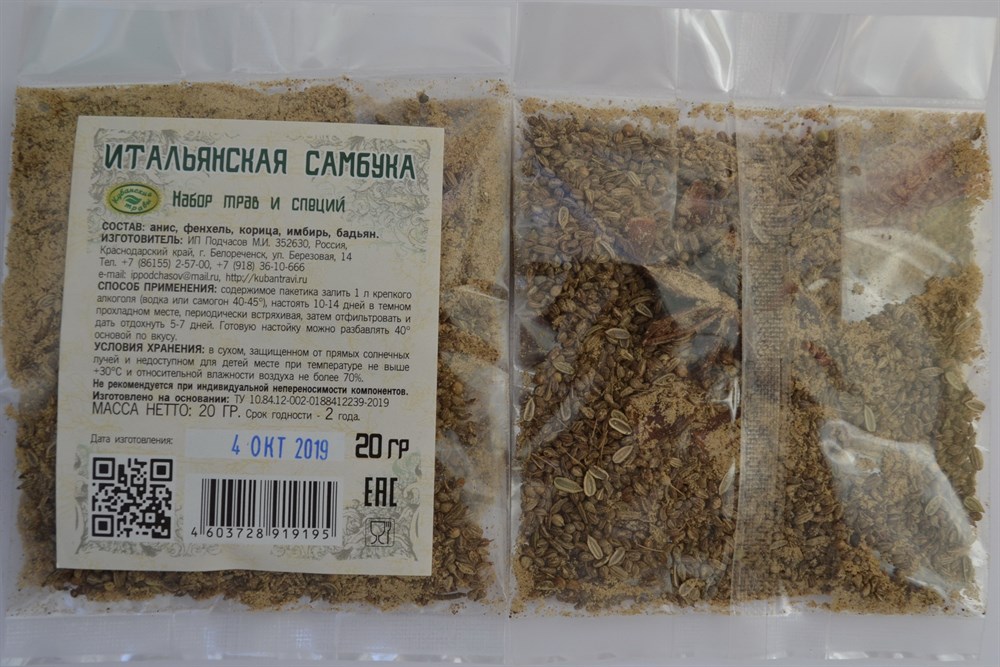 ИТАЛЬЯНСКАЯ САМБУКА
Кубанские травы
Набор трав и специй
СОСТАВ: анис, фенхель, корица, имбирь, бадьян.
ИЗГОТОВИТЕЛЬ: ИП Подчасов М.И. 352630, Россия,
Краснодарский край, г. Белореченск, ул. Березовая, 14
Тел. +7 (86155) 2-57-00, +7 (918) 36-10-666
e-mail: ippodchasov@mail.ru, http://kubantravi.ru
СПОСОБ ПРИМЕНЕНИЯ: содержимое пакетика залить 1 л крепкого
алкоголя (водка или самогон 40-45°), настоять 10-14 дней в темном
прохладном месте, периодически встряхивая, затем отфильтровать и
дать отдохнуть 5-7 дней. Готовую настойку можно разбавлять 40°
основой по вкусу.
УСЛОВИЯ ХРАНЕНИЯ: в сухом, защищенном от прямых солнечных
лучей и недоступном для детей месте при температуре не выше
+30°С и относительной влажности воздуха не более 70%.
Не рекомендуется при индивидуальной непереносимости компонентов.
Изготовлено на основании: ТУ 10.84.12-002-0188412239-2019
МАССА НЕТТО: 20 ГР. Срок годности - 2 года.
Дата изготовления:
4 ОКТ 2019
20 ГР
ЕАС
4 603728 919195